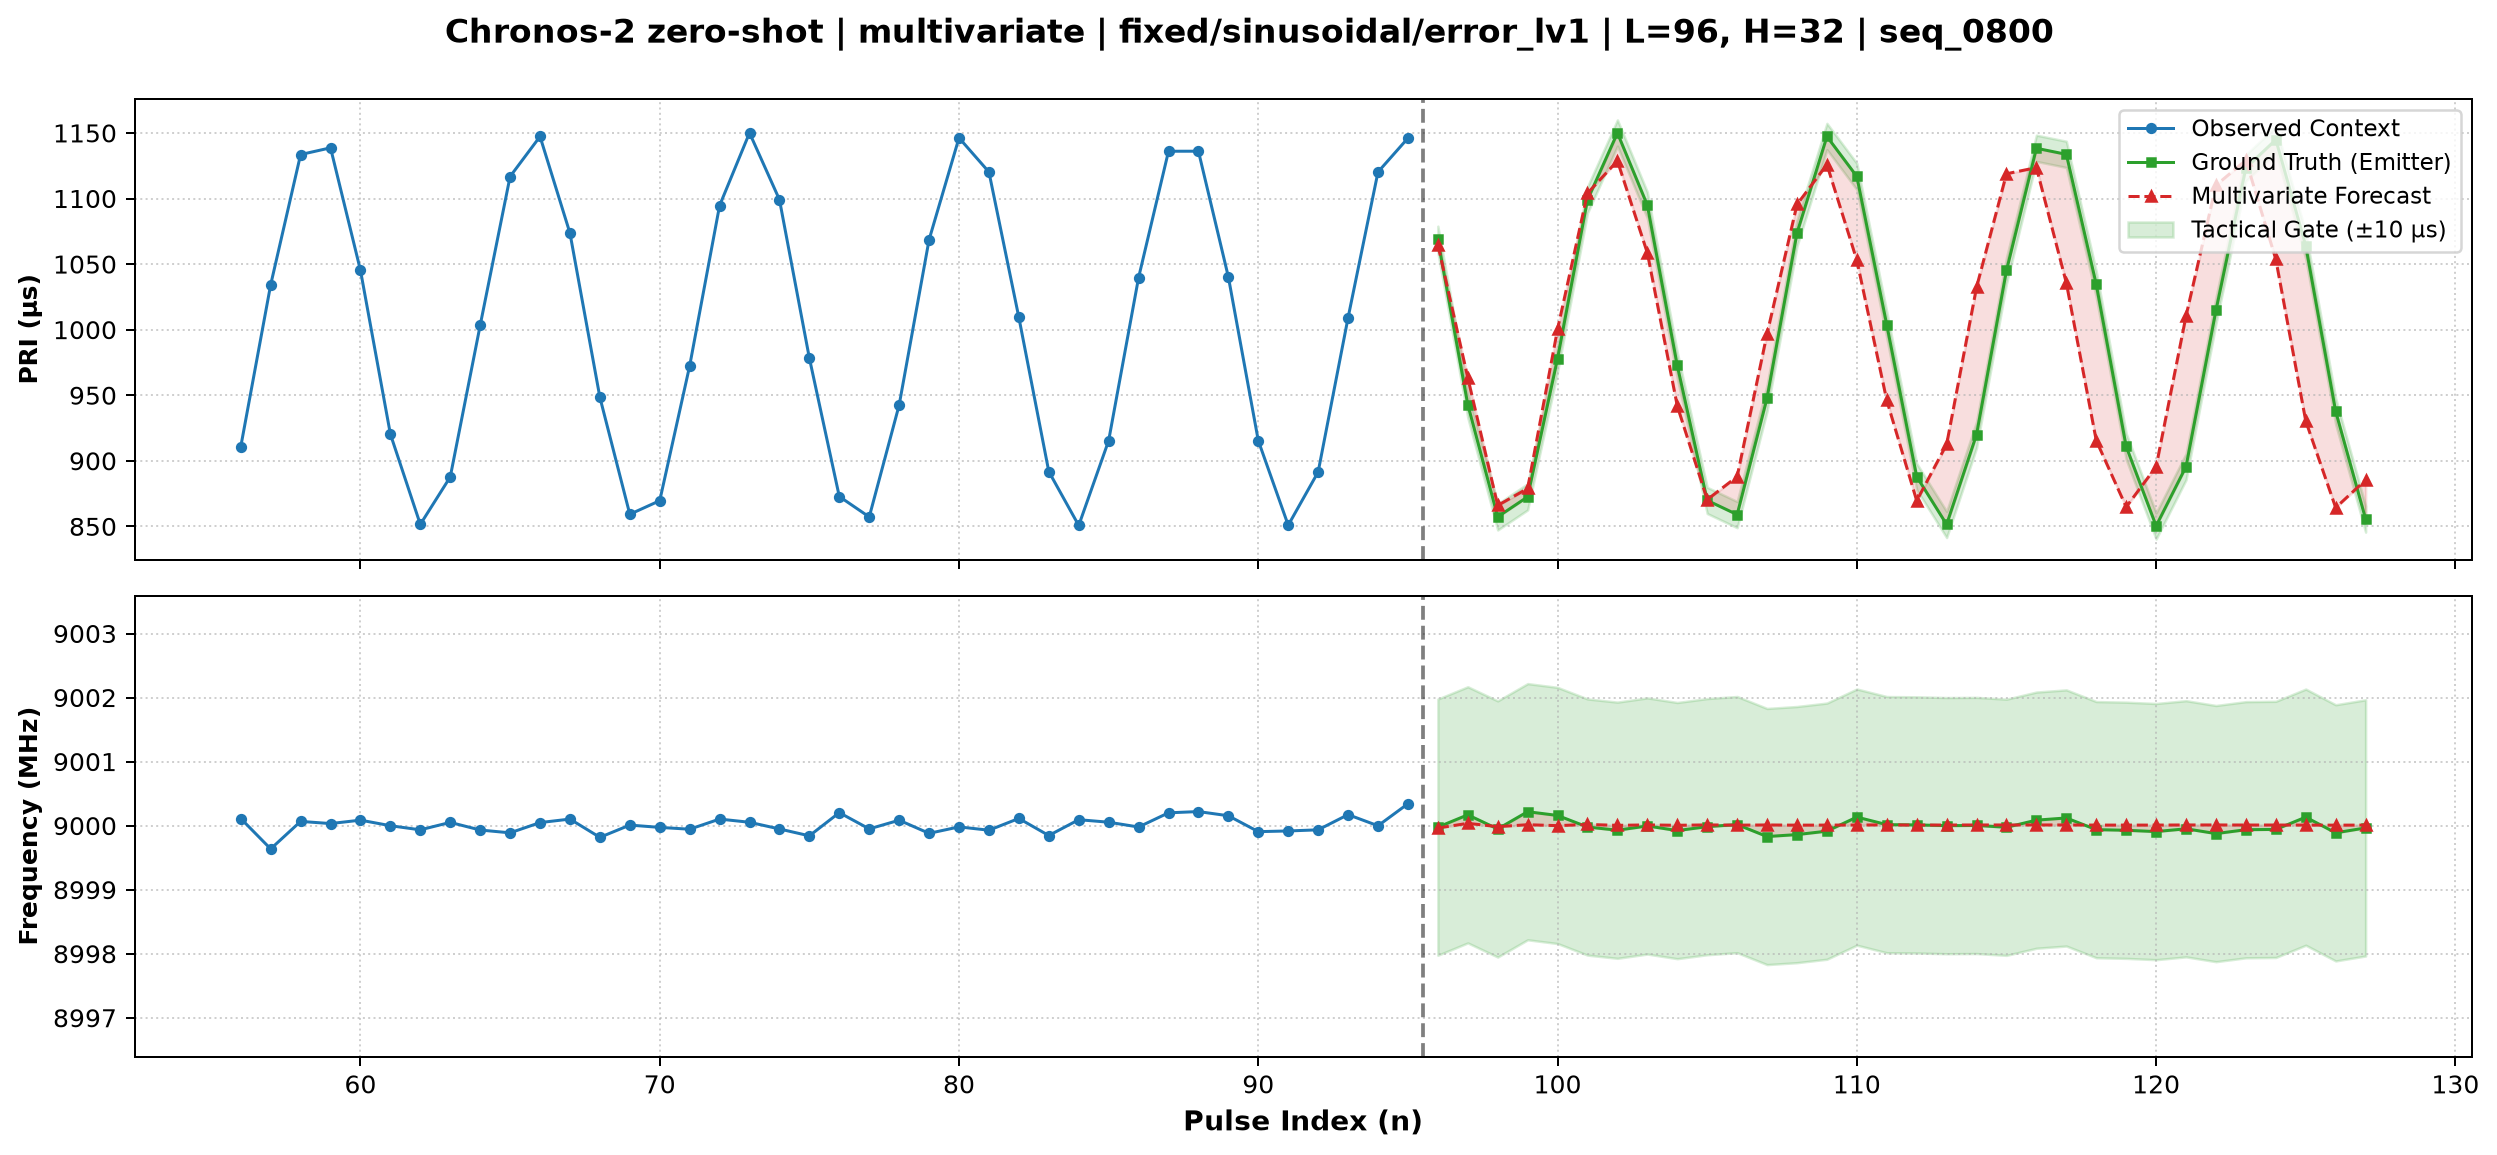 Chronos-2 zero-shot | multivariate | fixed/sinusoidal/error_lv1 | L=96, H=32 | seq_0800
PRI (µs)
1150
1100
1050
1000
950
900
850
Observed Context
Ground Truth (Emitter)
Multivariate Forecast
Tactical Gate (±10 µs)
Frequency (MHz)
9003
9002
9001
9000
8999
8998
8997
60 70 80 90 100 110 120 130
Pulse Index (n)